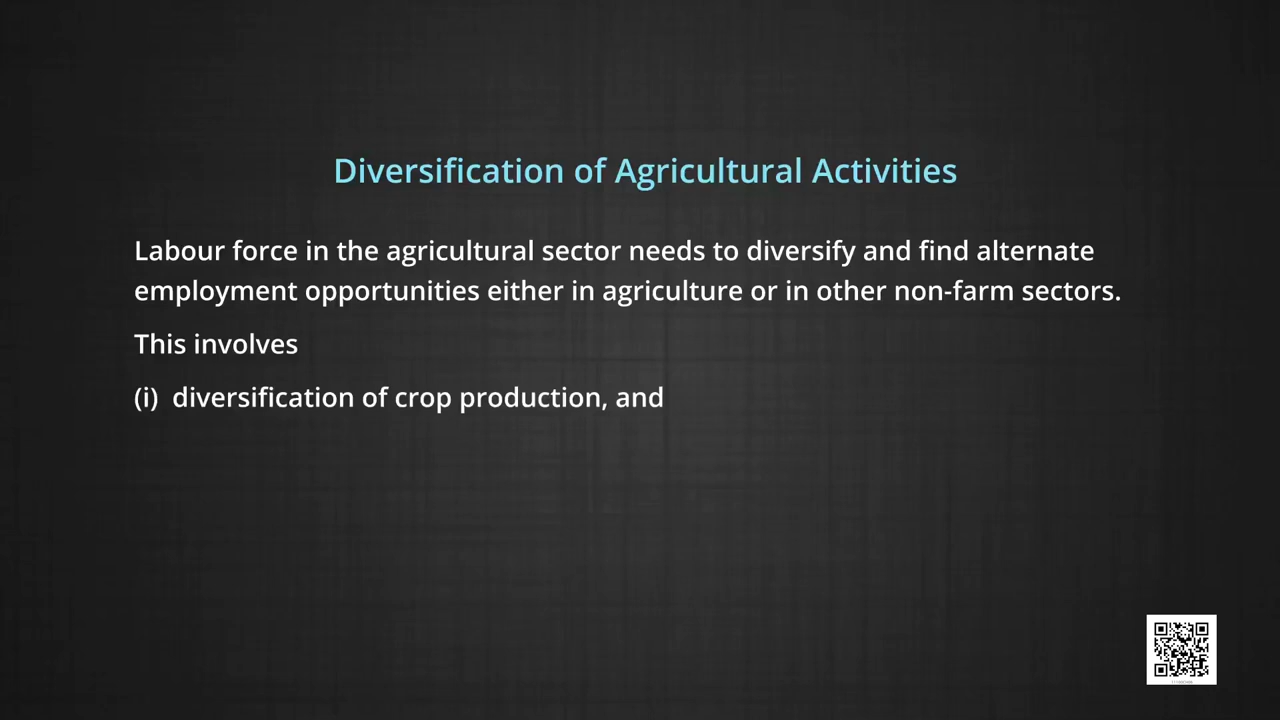 Diversification of Agricultural Activities
Labour force in the agricultural sector needs to diversify and find alternate
employment opportunities either in agriculture or in other non-farm sectors.
This involves
(i) diversification of crop production, and